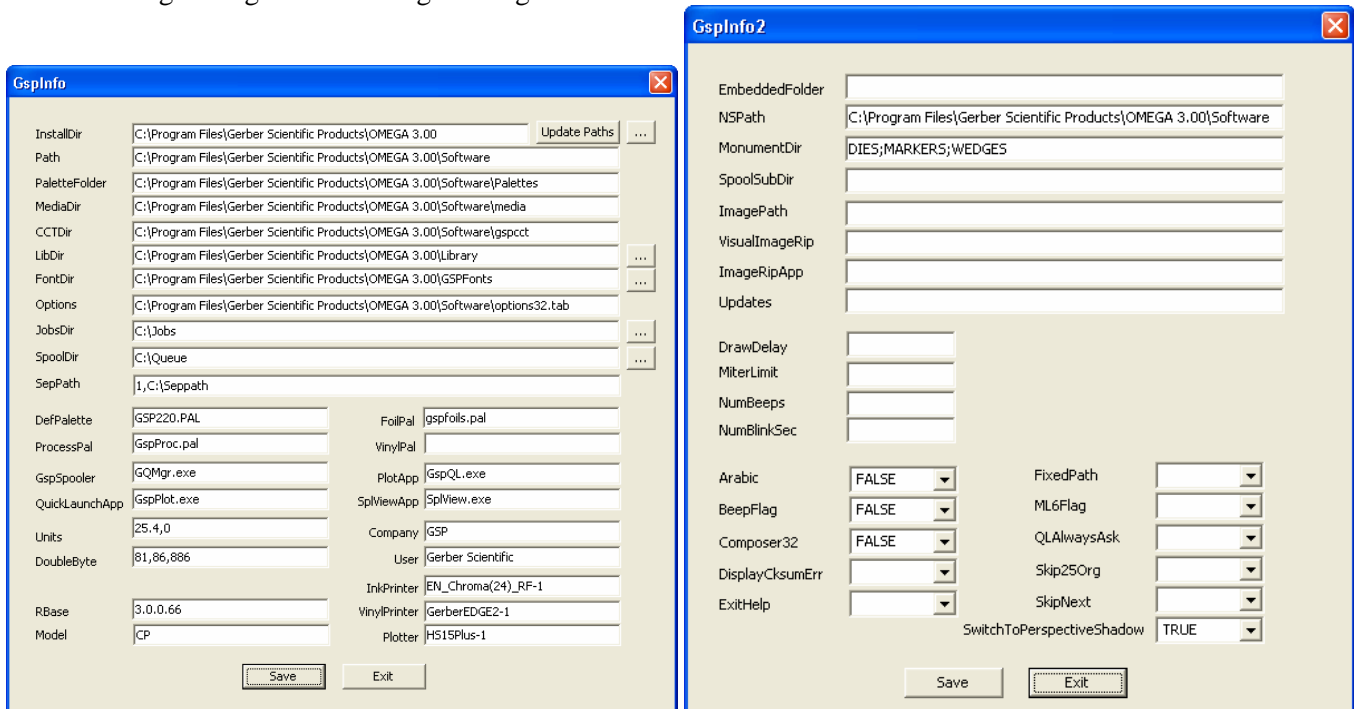 GspInfo
InstallDir C:\Program Files\Gerber Scientific Products\OMEGA 3.00 Update Paths ...
Path C:\Program Files\Gerber Scientific Products\OMEGA 3.00\Software
PaletteFolder C:\Program Files\Gerber Scientific Products\OMEGA 3.00\Software\Palettes
MediaDir C:\Program Files\Gerber Scientific Products\OMEGA 3.00\Software\media
CCTDir C:\Program Files\Gerber Scientific Products\OMEGA 3.00\Software\gspcct
LibDir C:\Program Files\Gerber Scientific Products\OMEGA 3.00\Library ...
FontDir C:\Program Files\Gerber Scientific Products\OMEGA 3.00\GSPFonts ...
Options C:\Program Files\Gerber Scientific Products\OMEGA 3.00\Software\options32.tab
JobsDir C:\Jobs ...
SpoolDir C:\Queue ...
SepPath 1,C:\Seppath
DefPalette GSP220.PAL FoilPal gspfoils.pal
ProcessPal GspProc.pal VinylPal
GspSpooler GQMgr.exe PlotApp GspQL.exe
QuickLaunchApp GspPlot.exe SplViewApp SplView.exe
Units 25.4,0 Company GSP
DoubleByte 81,86,886 User Gerber Scientific
InkPrinter EN_Chroma(24)_RF-1
RBase 3.0.0.66 VinylPrinter GerberEDGE2-1
Model CP Plotter HS15Plus-1
Save Exit
GspInfo2
EmbeddedFolder
NSPath C:\Program Files\Gerber Scientific Products\OMEGA 3.00\Software
MonumentDir DIES;MARKERS;WEDGES
SpoolSubDir
ImagePath
VisualImageRip
ImageRipApp
Updates
DrawDelay
MiterLimit
NumBeeps
NumBlinkSec
Arabic FALSE FixedPath
BeepFlag FALSE ML6Flag
Composer32 FALSE QLAlwaysAsk
DisplayCksumErr Skip25Org
ExitHelp SkipNext
SwitchToPerspectiveShadow TRUE
Save Exit